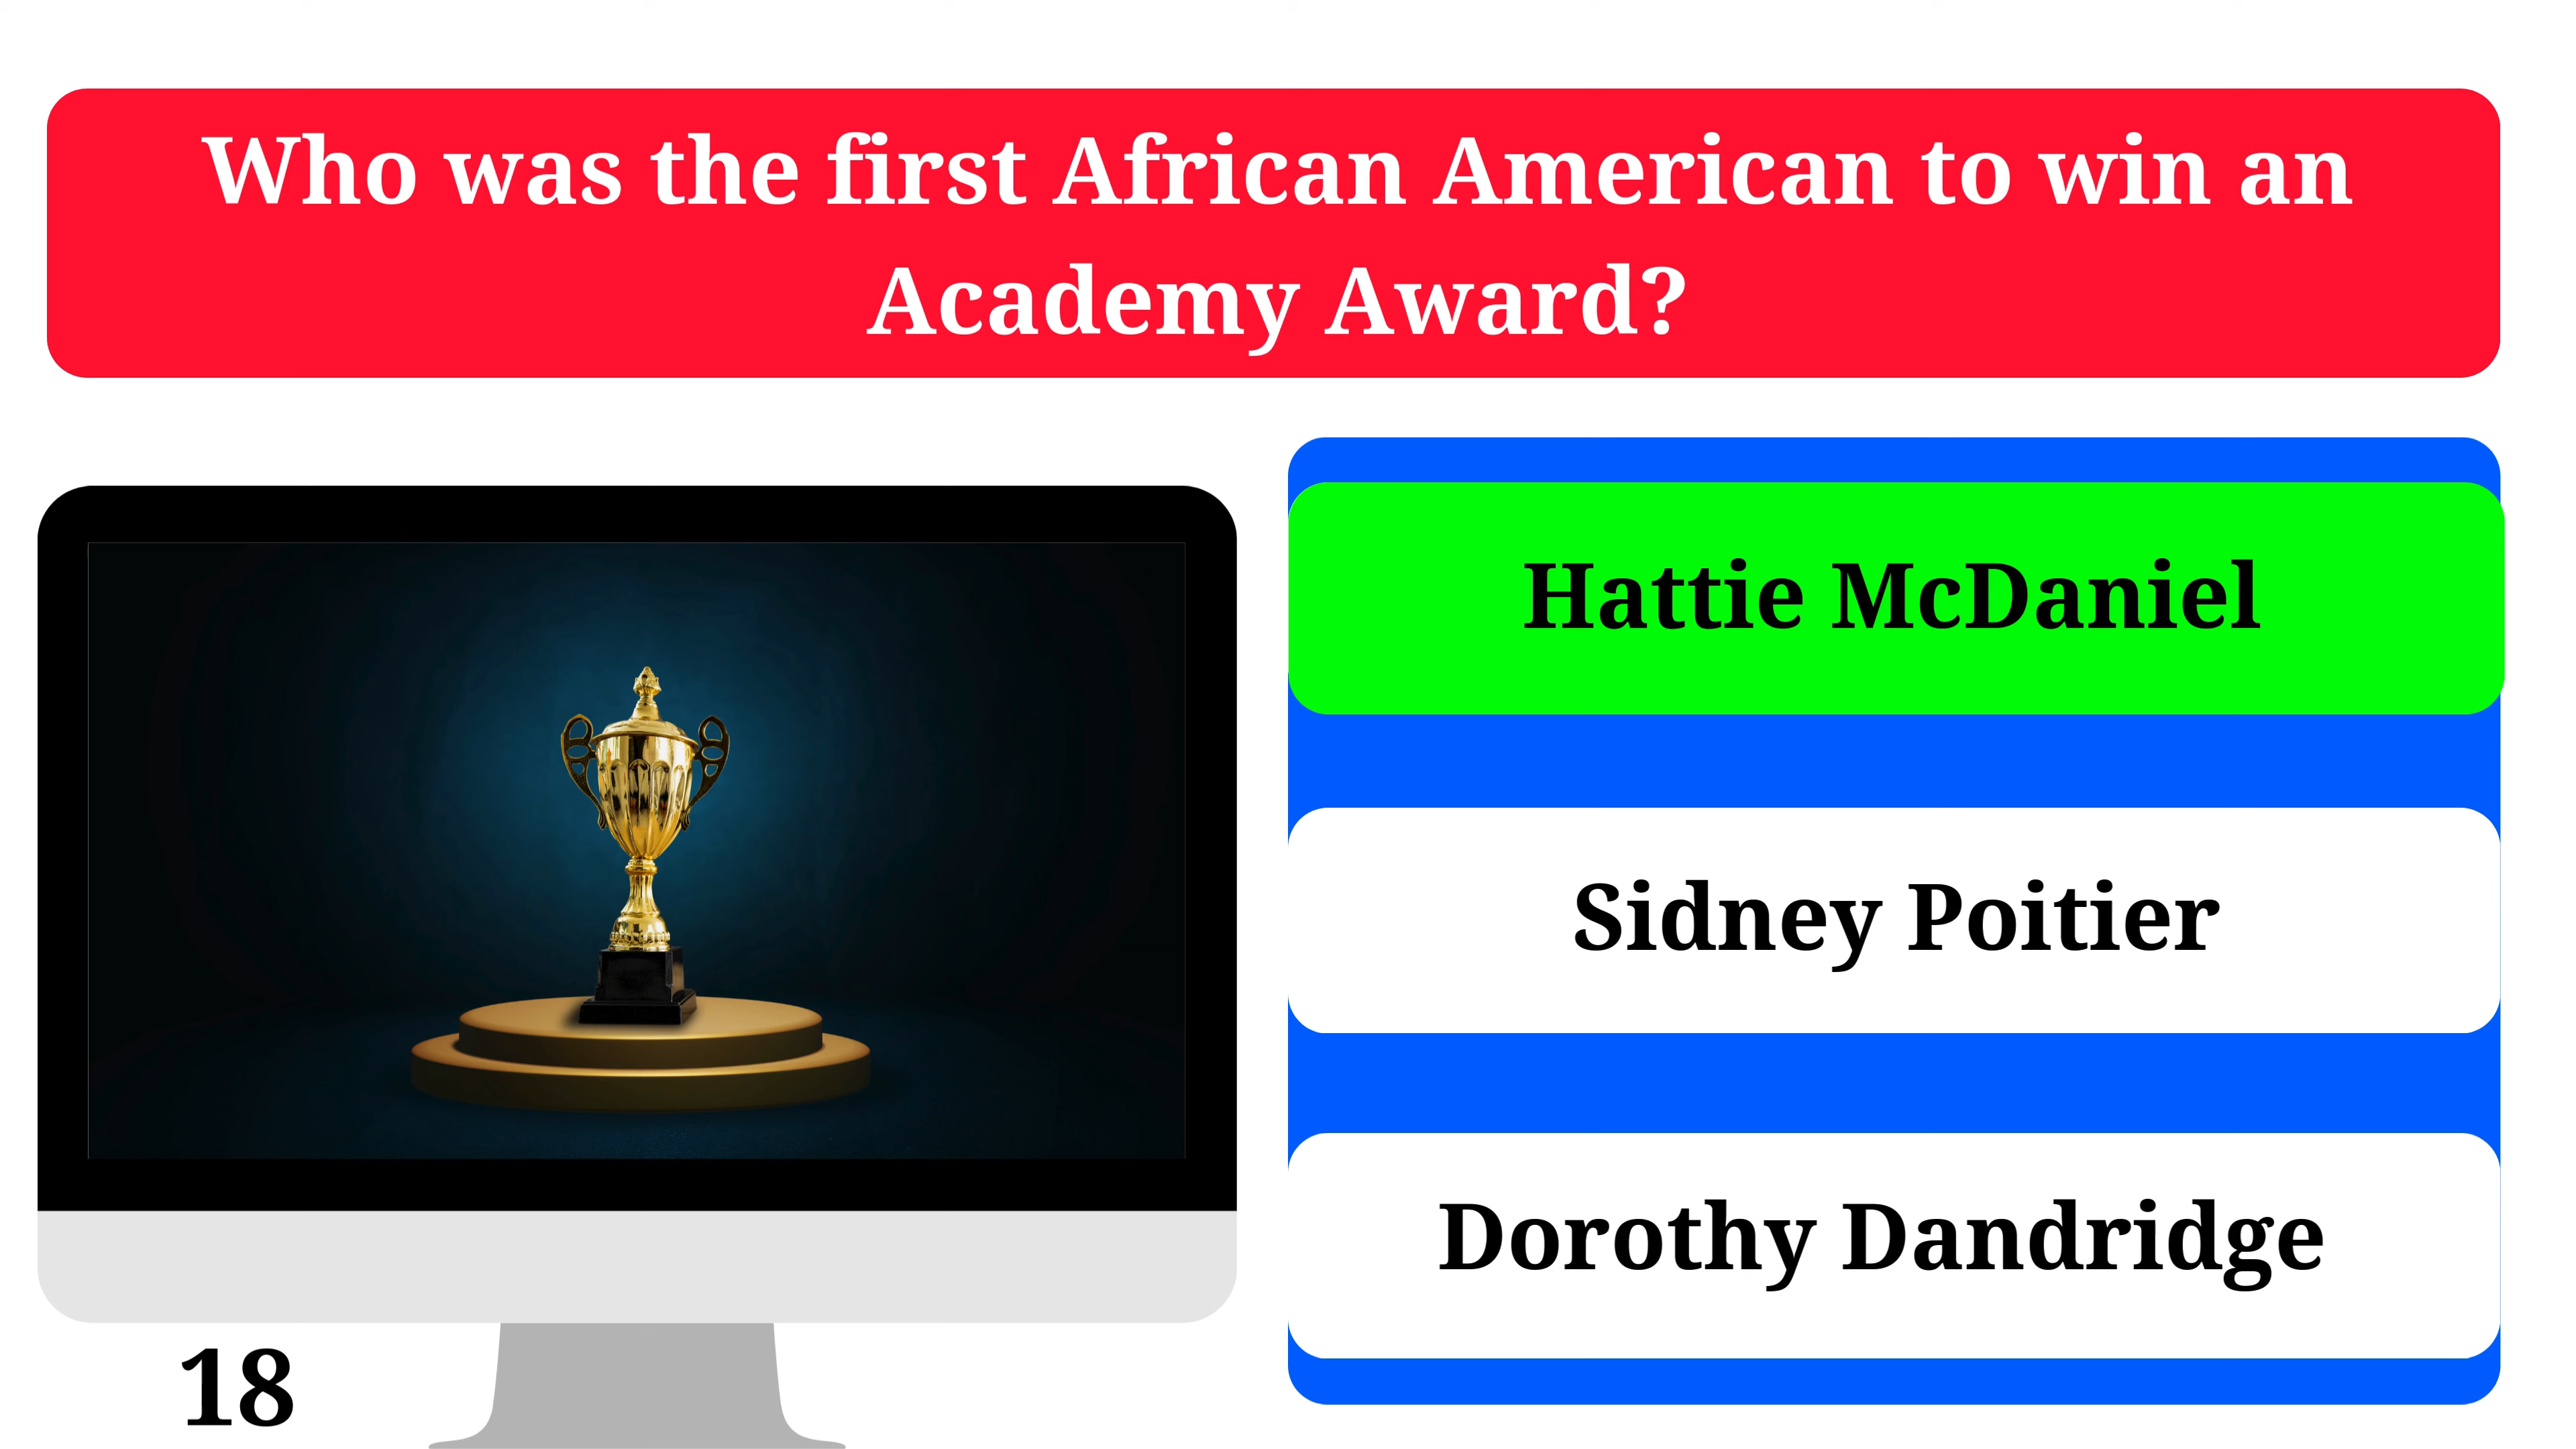 Who was the first African American to win an
Academy Award?
Hattie McDaniel
Sidney Poitier
Dorothy Dandridge
18